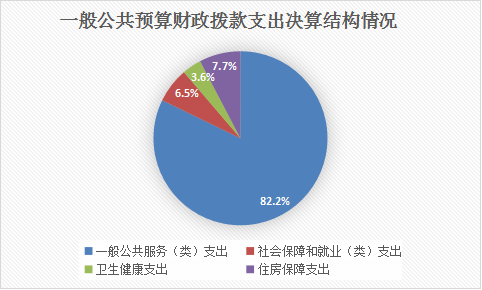 一般公共预算财政拨款支出决算结构情况
7.7%
3.6%
6.5%
82.2%
一般公共服务（类）支出 社会保障和就业（类）支出
卫生健康支出 住房保障支出